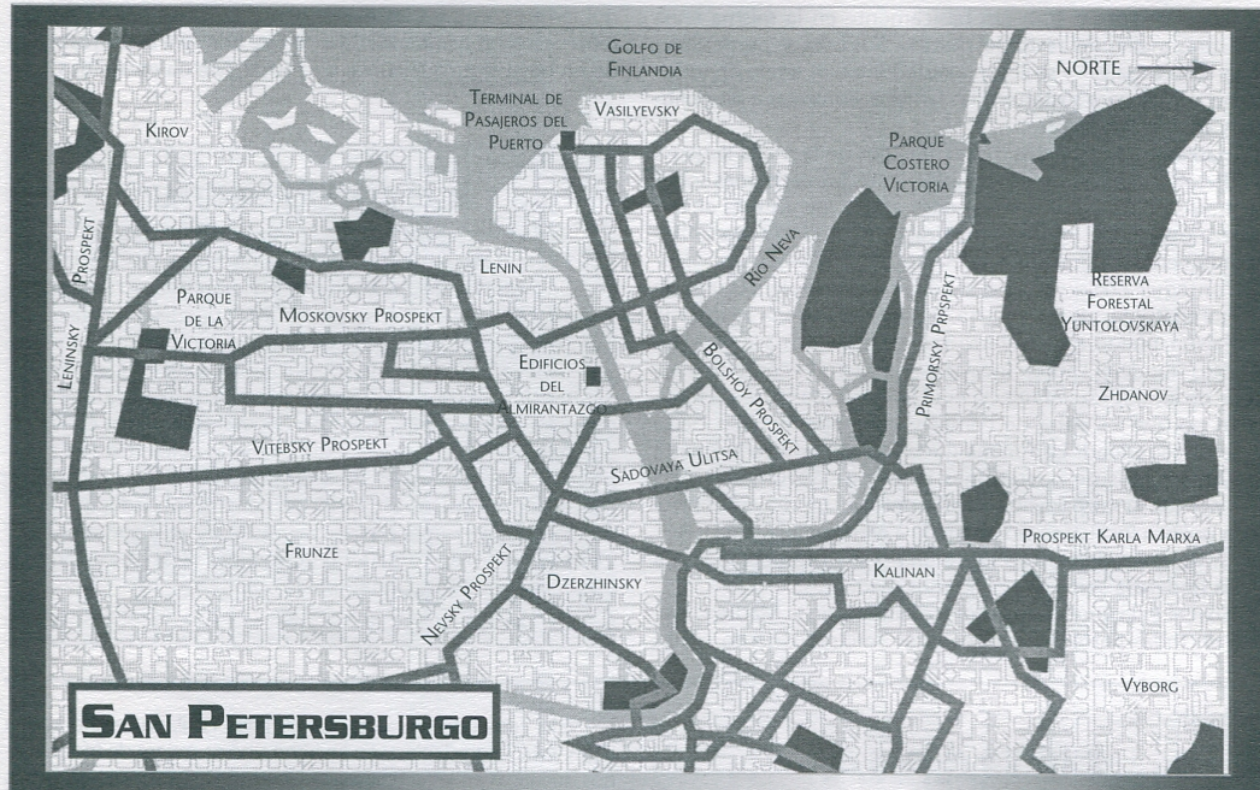 Golfo de
Finlandia
Norte
Terminal de
Pasajeros del
Puerto
Vasilyevsky
Kirov
Parque
Costero
Victoria
Prospekt
Leninsky
Lenin
Río Neva
Parque
de la
Victoria
Moskovsky Prospekt
Reserva
Forestal
Yuntolovskaya
Primorsky Prpspekt
Edificios
del
Almirantazgo
Bolshoy Prospekt
Zhdanov
Vitebsky Prospekt
Sadovaya Ulitsa
Prospekt Karla Marxa
Frunze
Nevsky Prospekt
Dzerzhinsky
Kalinan
Vyborg
San Petersburgo